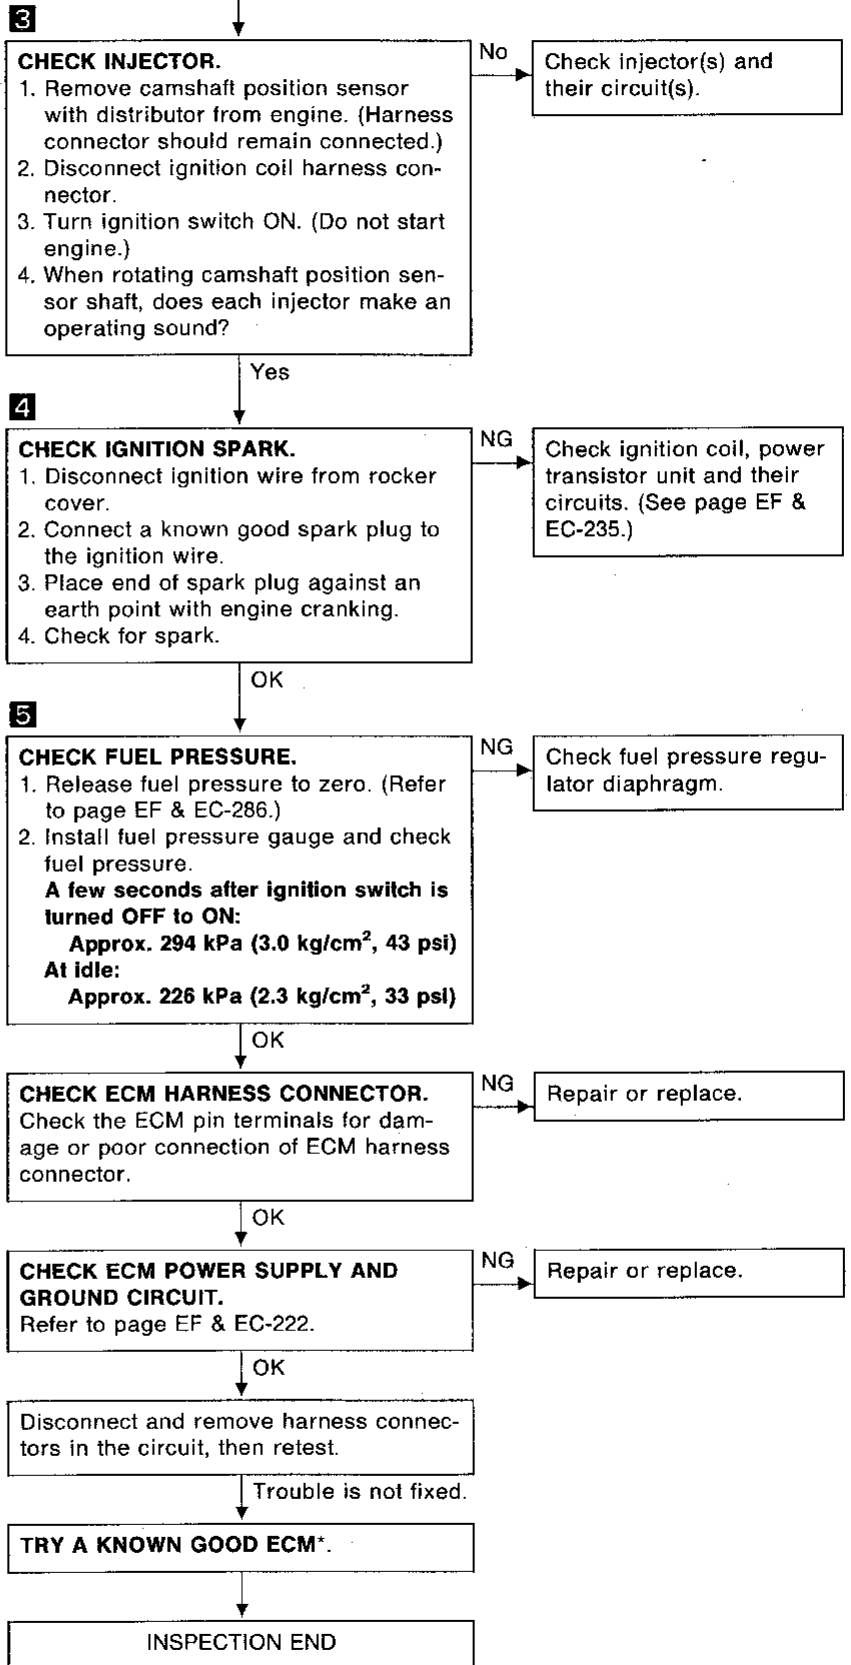 3
CHECK INJECTOR.
1. Remove camshaft position sensor
with distributor from engine. (Harness
connector should remain connected.)
2. Disconnect ignition coil harness con-
nector.
3. Turn ignition switch ON. (Do not start
engine.)
4. When rotating camshaft position sen-
sor shaft, does each injector make an
operating sound?
No
Check injector(s) and
their circuit(s).
Yes
4
CHECK IGNITION SPARK.
1. Disconnect ignition wire from rocker
cover.
2. Connect a known good spark plug to
the ignition wire.
3. Place end of spark plug against an
earth point with engine cranking.
4. Check for spark.
NG
Check ignition coil, power
transistor unit and their
circuits. (See page EF &
EC-235.)
OK
5
CHECK FUEL PRESSURE.
1. Release fuel pressure to zero. (Refer
to page EF & EC-286.)
2. Install fuel pressure gauge and check
fuel pressure.
A few seconds after ignition switch is
turned OFF to ON:
Approx. 294 kPa (3.0 kg/cm², 43 psi)
At idle:
Approx. 226 kPa (2.3 kg/cm², 33 psi)
NG
Check fuel pressure regu-
lator diaphragm.
OK
CHECK ECM HARNESS CONNECTOR.
Check the ECM pin terminals for dam-
age or poor connection of ECM harness
connector.
NG
Repair or replace.
OK
CHECK ECM POWER SUPPLY AND
GROUND CIRCUIT.
Refer to page EF & EC-222.
NG
Repair or replace.
OK
Disconnect and remove harness connec-
tors in the circuit, then retest.
Trouble is not fixed.
TRY A KNOWN GOOD ECM*.
INSPECTION END